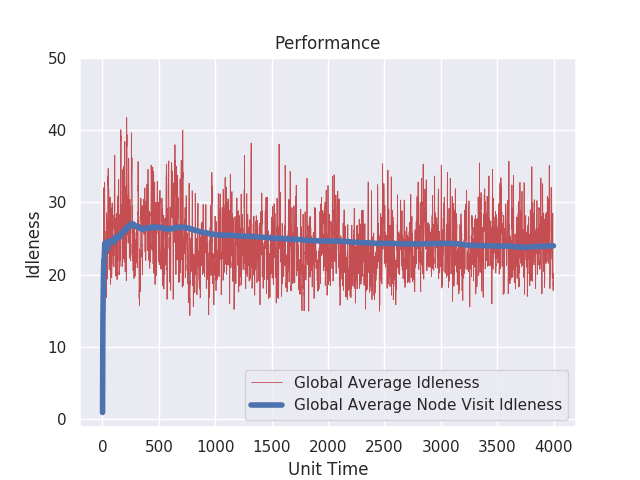 Performance
50
40
30
20
10
0
Idleness
Global Average Idleness
Global Average Node Visit Idleness
0 500 1000 1500 2000 2500 3000 3500 4000
Unit Time